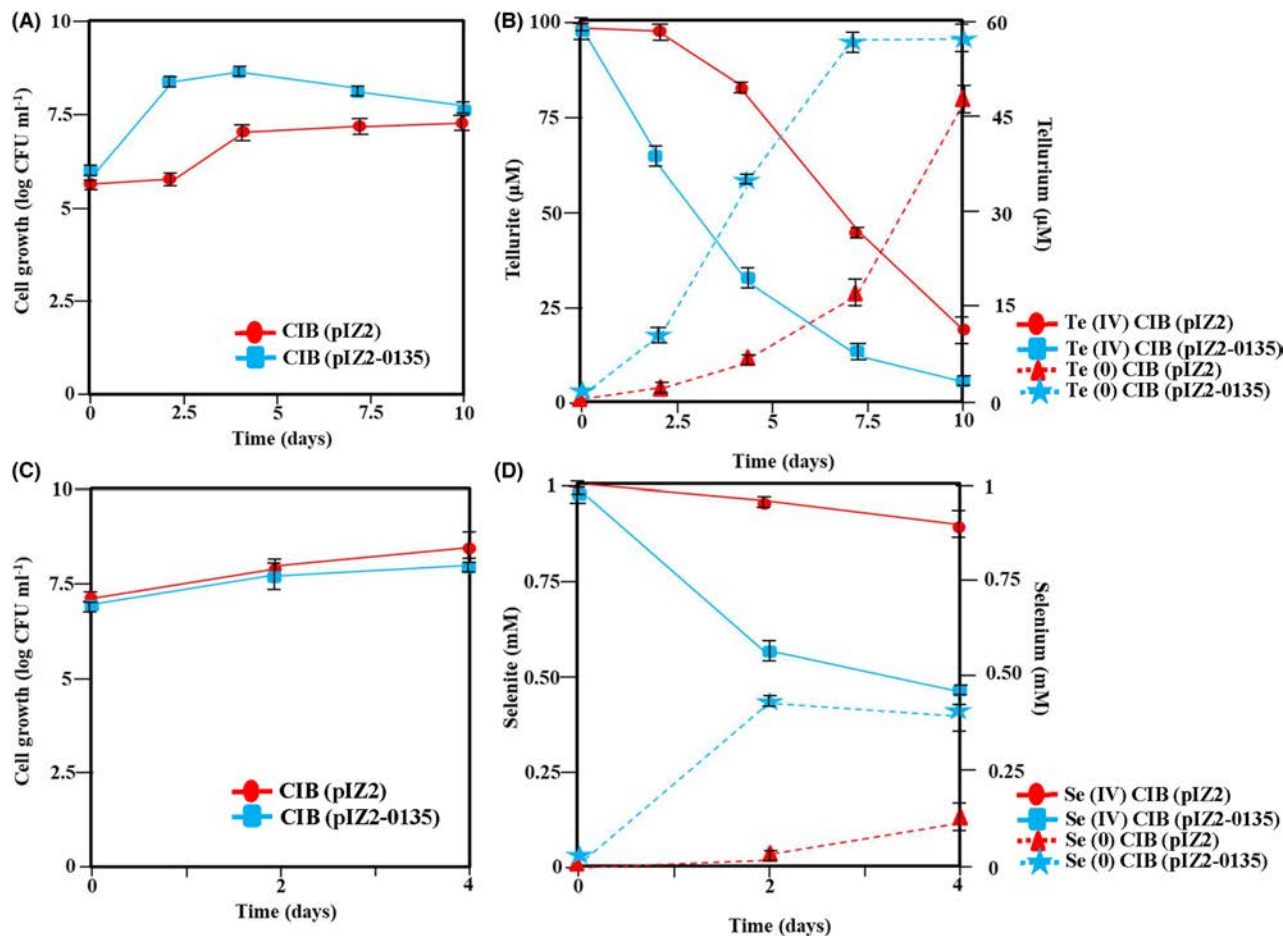 (A)
10
7.5
5
2.5
0
Cell growth (log CFU ml⁻¹)
CIB (pIZ2)
CIB (pIZ2-0135)
0 2.5 5 7.5 10
Time (days)
(B)
100
75
50
25
0
Tellurite (µM)
60
45
30
15
0
Tellurium (µM)
0 2.5 5 7.5 10
Time (days)
Te (IV) CIB (pIZ2)
Te (IV) CIB (pIZ2-0135)
Te (0) CIB (pIZ2)
Te (0) CIB (pIZ2-0135)
(C)
10
7.5
5
2.5
0
Cell growth (log CFU ml⁻¹)
CIB (pIZ2)
CIB (pIZ2-0135)
0 2 4
Time (days)
(D)
1
0.75
0.50
0.25
0
Selenite (mM)
1
0.75
0.50
0.25
0
Selenium (mM)
0 2 4
Time (days)
Se (IV) CIB (pIZ2)
Se (IV) CIB (pIZ2-0135)
Se (0) CIB (pIZ2)
Se (0) CIB (pIZ2-0135)